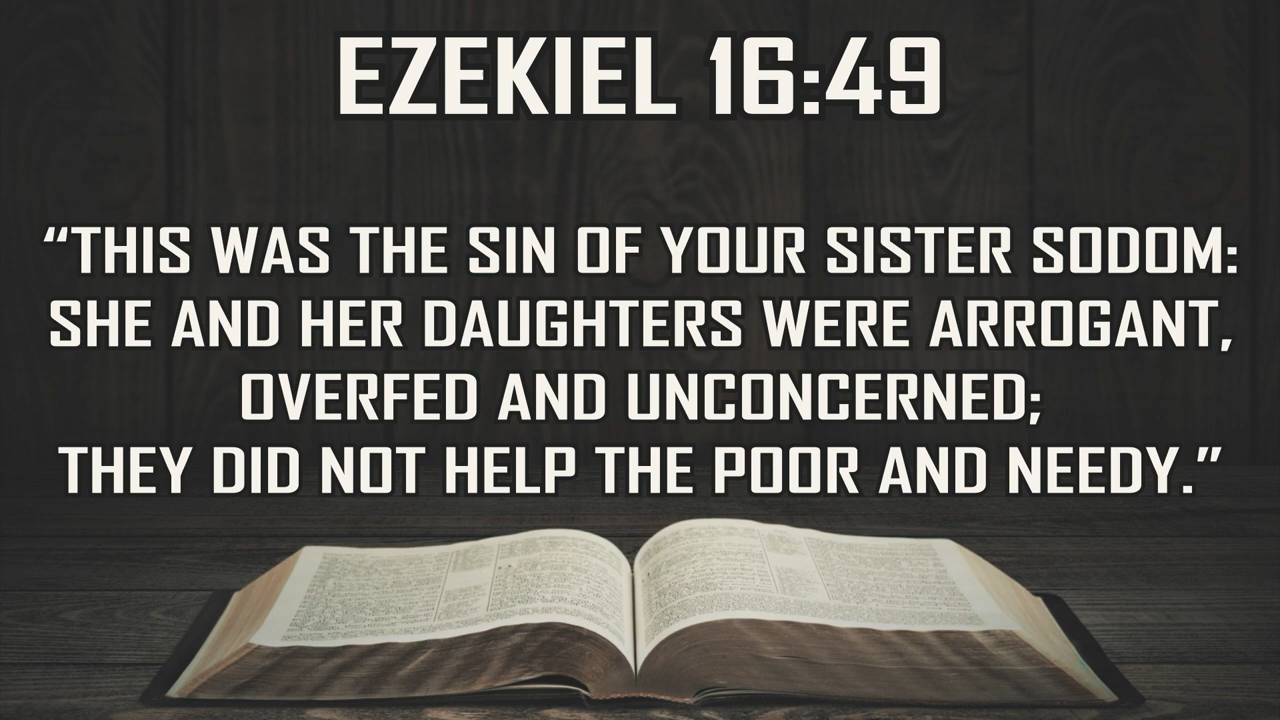 EZEKIEL 16:49
“THIS WAS THE SIN OF YOUR SISTER SODOM:
SHE AND HER DAUGHTERS WERE ARROGANT,
OVERFED AND UNCONCERNED;
THEY DID NOT HELP THE POOR AND NEEDY.”